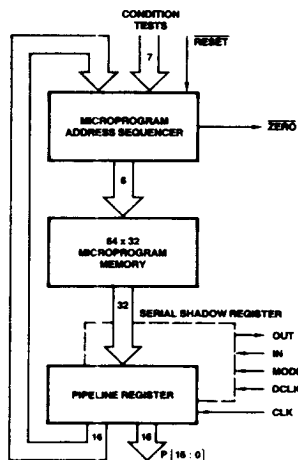 CONDITION
TESTS
7
RESET
MICROPROGRAM
ADDRESS SEQUENCER
ZERO
6
64 x 32
MICROPROGRAM
MEMORY
32
SERIAL SHADOW REGISTER
OUT
IN
MODE
DCLK
PIPELINE REGISTER
CLK
16
16
P [16 : 0]